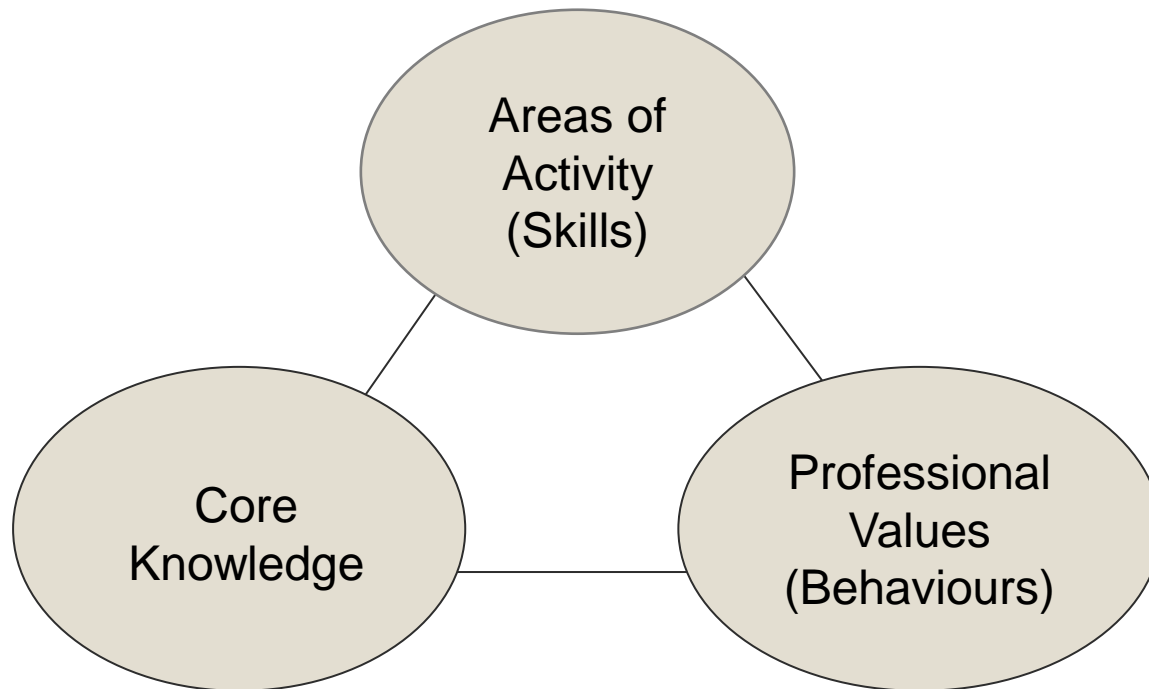 Areas of
Activity
(Skills)
Core
Knowledge
Professional
Values
(Behaviours)